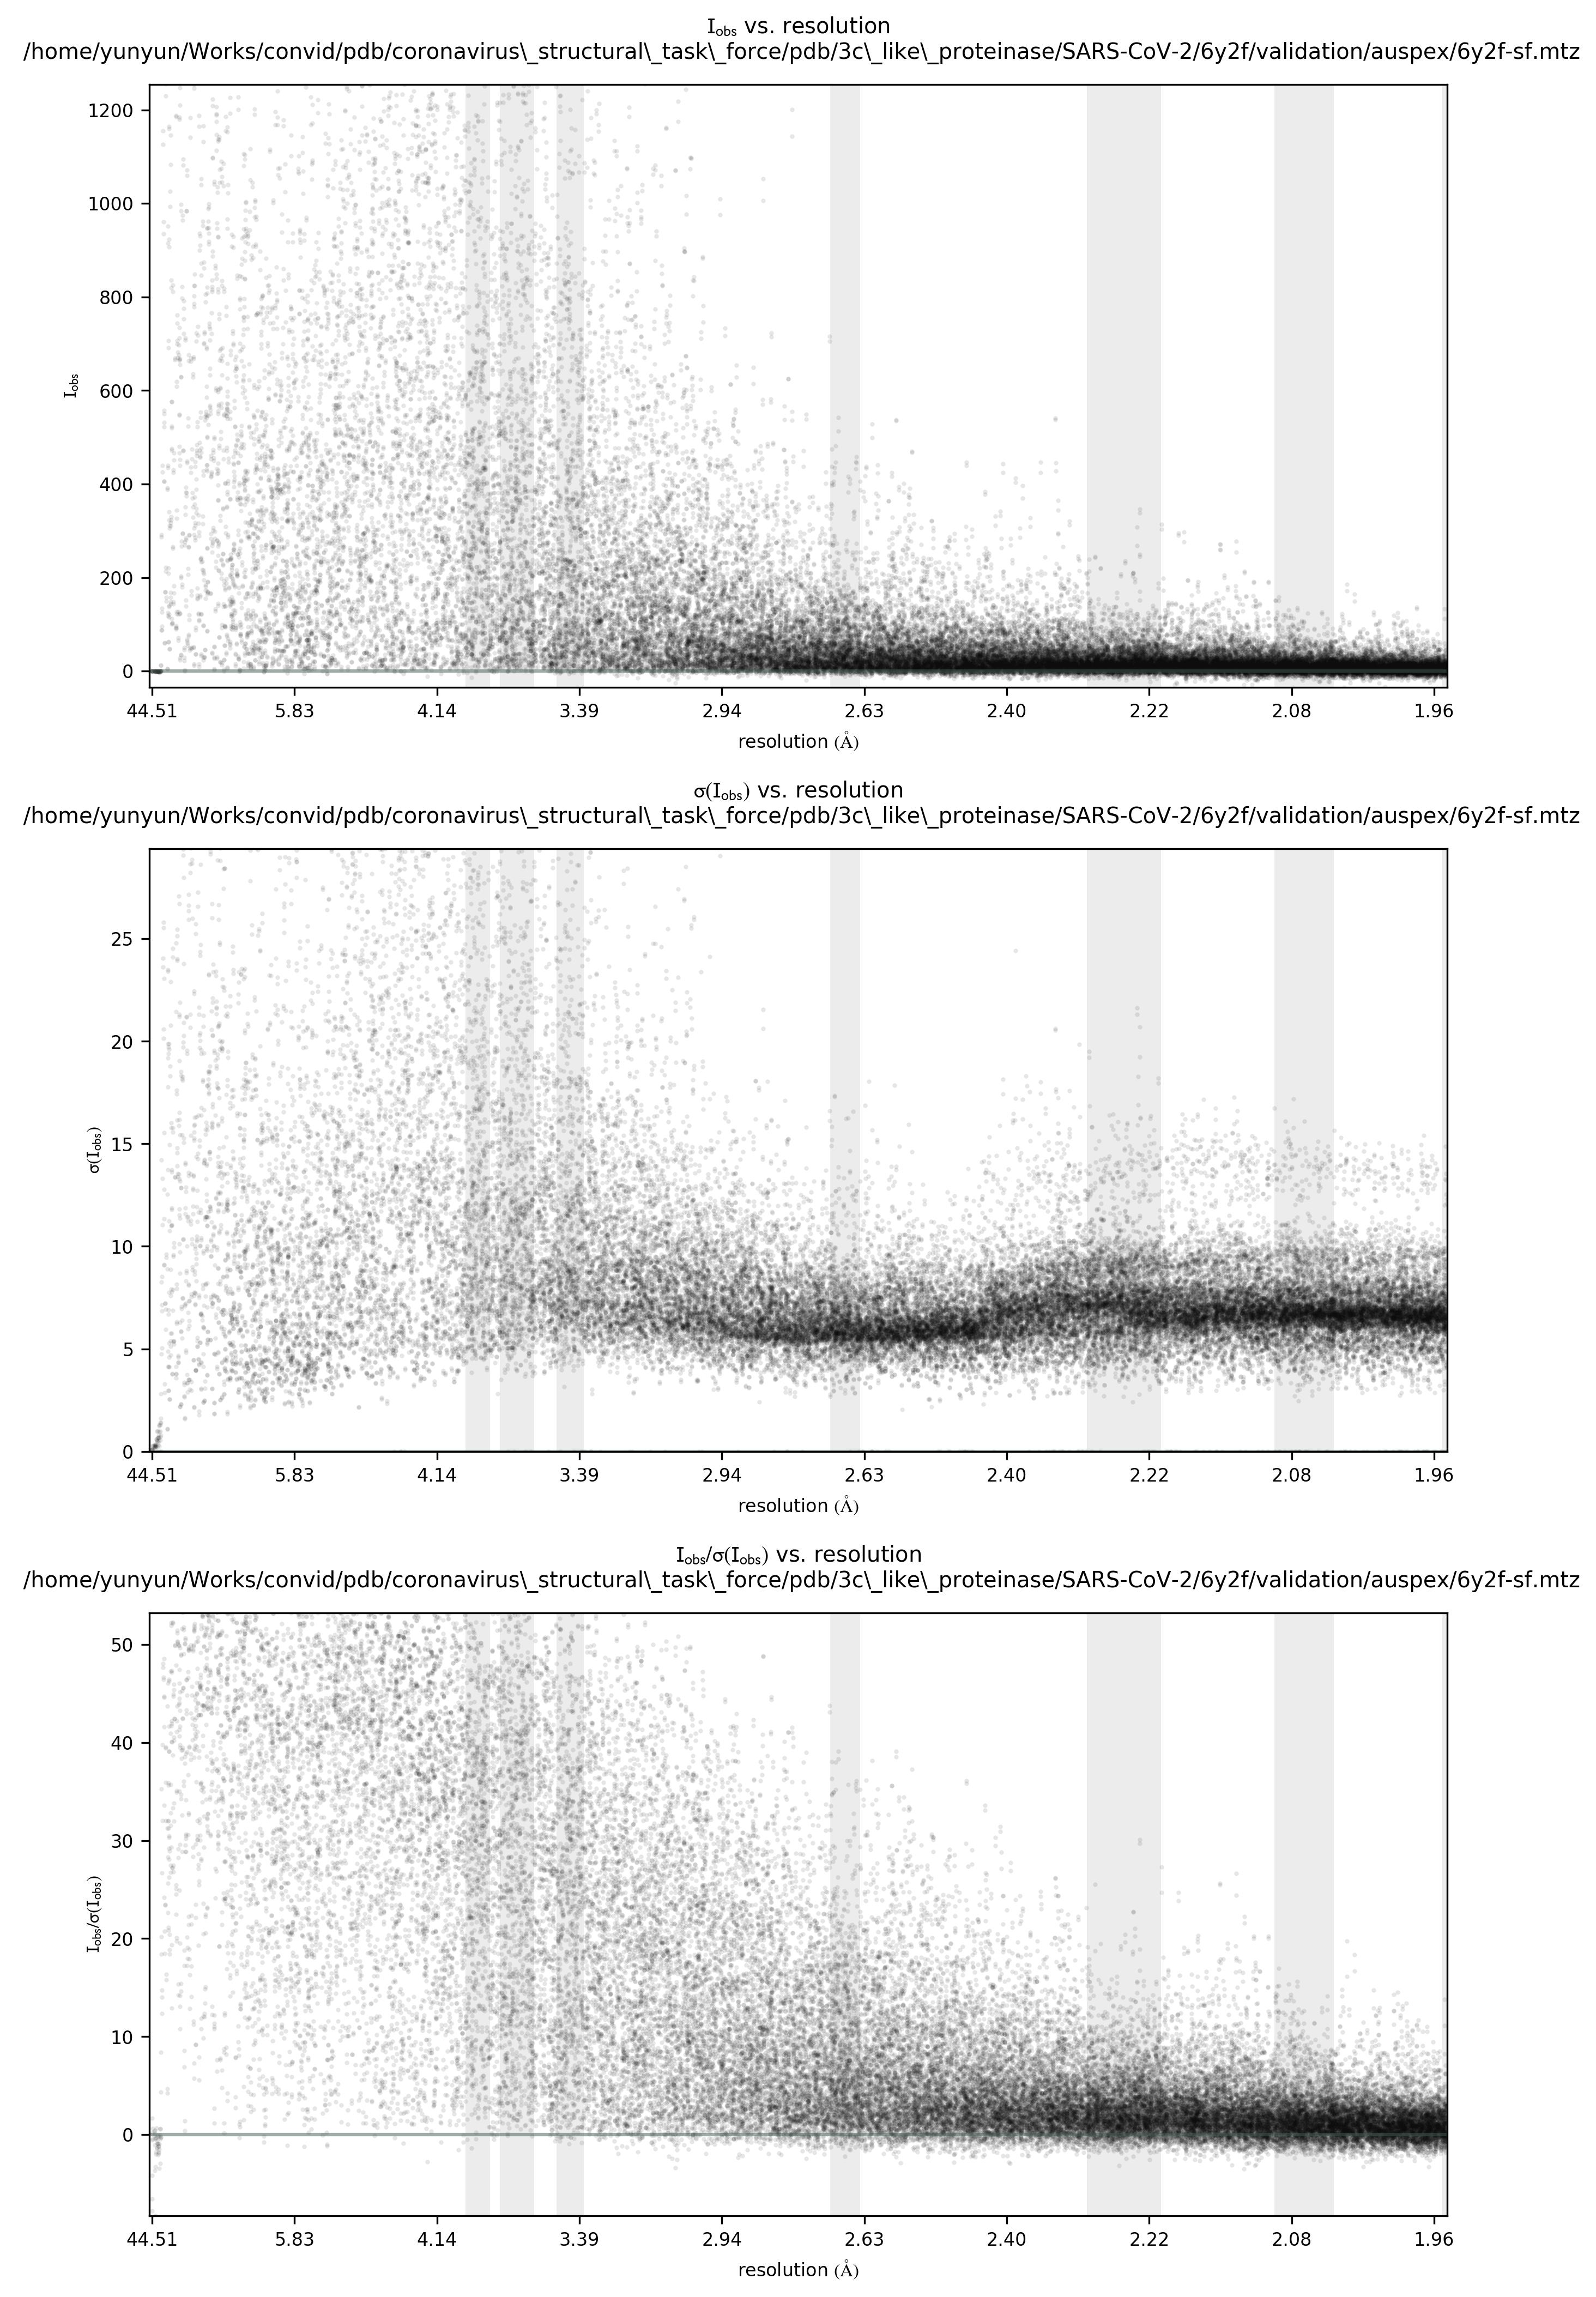 Iobs vs. resolution
/home/yunyun/Works/convid/pdb/coronavirus\_structural\_task\_force/pdb/3c\_like\_proteinase/SARS-CoV-2/6y2f/validation/auspex/6y2f-sf.mtz
1200
1000
800
600
400
200
0
Iobs
44.51 5.83 4.14 3.39 2.94 2.63 2.40 2.22 2.08 1.96
resolution (Å)
σ(Iobs) vs. resolution
/home/yunyun/Works/convid/pdb/coronavirus\_structural\_task\_force/pdb/3c\_like\_proteinase/SARS-CoV-2/6y2f/validation/auspex/6y2f-sf.mtz
25
20
15
10
5
0
σ(Iobs)
44.51 5.83 4.14 3.39 2.94 2.63 2.40 2.22 2.08 1.96
resolution (Å)
Iobs/σ(Iobs) vs. resolution
/home/yunyun/Works/convid/pdb/coronavirus\_structural\_task\_force/pdb/3c\_like\_proteinase/SARS-CoV-2/6y2f/validation/auspex/6y2f-sf.mtz
50
40
30
20
10
0
Iobs/σ(Iobs)
44.51 5.83 4.14 3.39 2.94 2.63 2.40 2.22 2.08 1.96
resolution (Å)